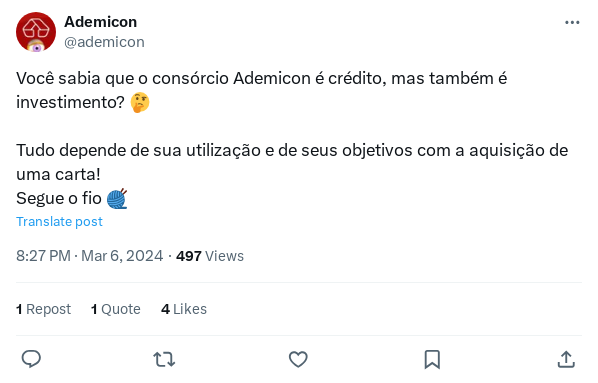 Ademicon
@ademicon
Você sabia que o consórcio Ademicon é crédito, mas também é
investimento? 🤔
Tudo depende de sua utilização e de seus objetivos com a aquisição de
uma carta!
Segue o fio 🧶
Translate post
8:27 PM · Mar 6, 2024 · 497 Views
1 Repost 1 Quote 4 Likes